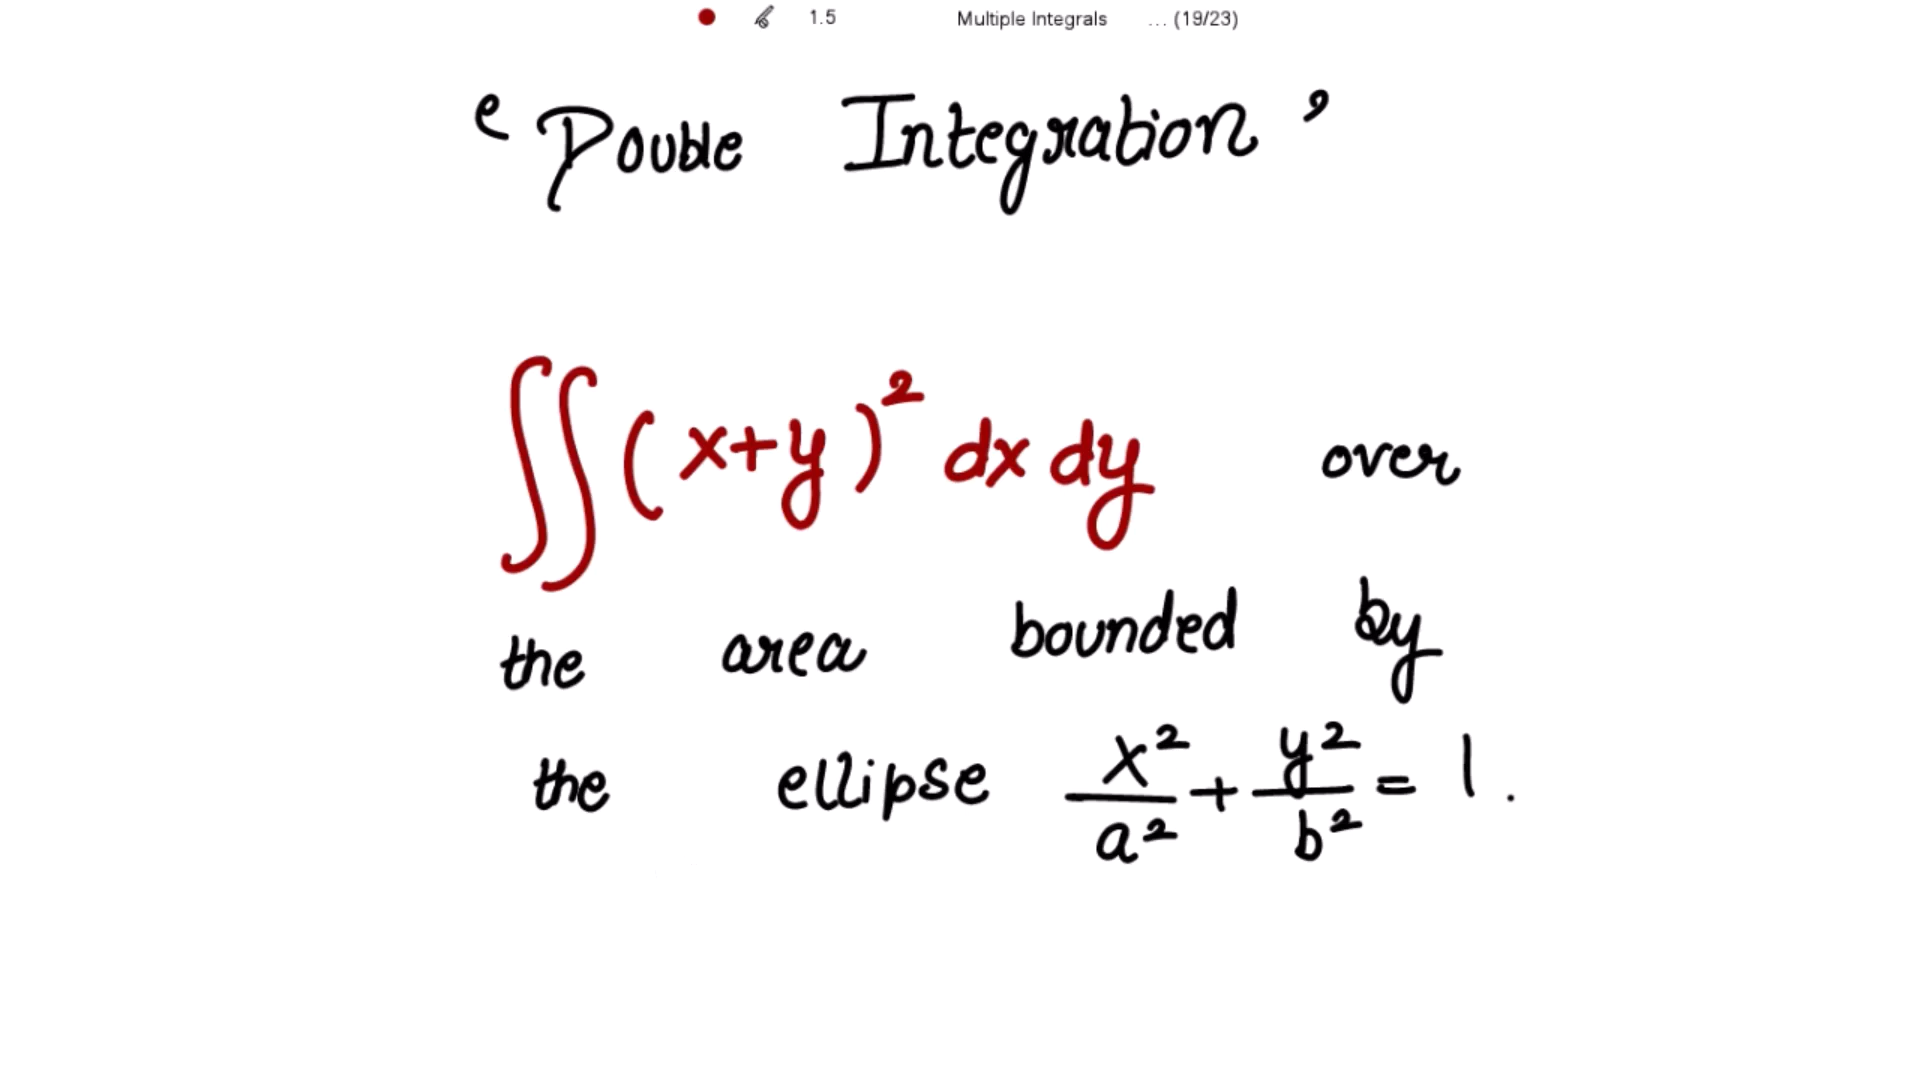 1.5 Multiple Integrals ... (19/23)
‘Double Integration’
∬(x+y)² dx dy over
the area bounded by
the ellipse x²/a² + y²/b² = 1.